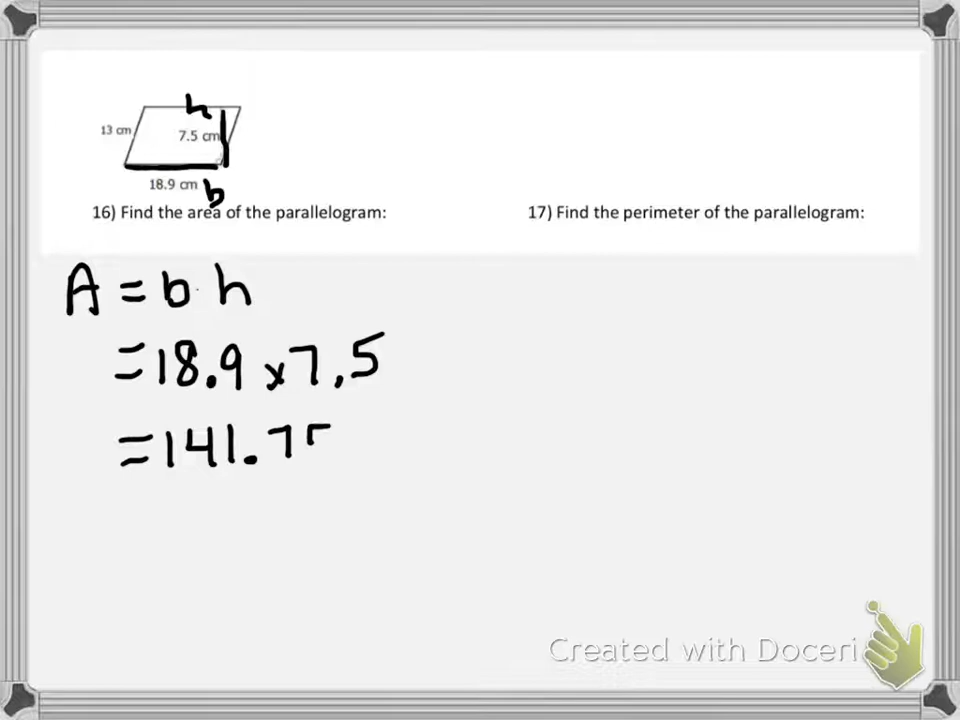 h
13 cm
7.5 cm
18.9 cm b
16) Find the area of the parallelogram:
17) Find the perimeter of the parallelogram:
A = b · h
= 18.9 x 7.5
= 141.75
Created with Doceri